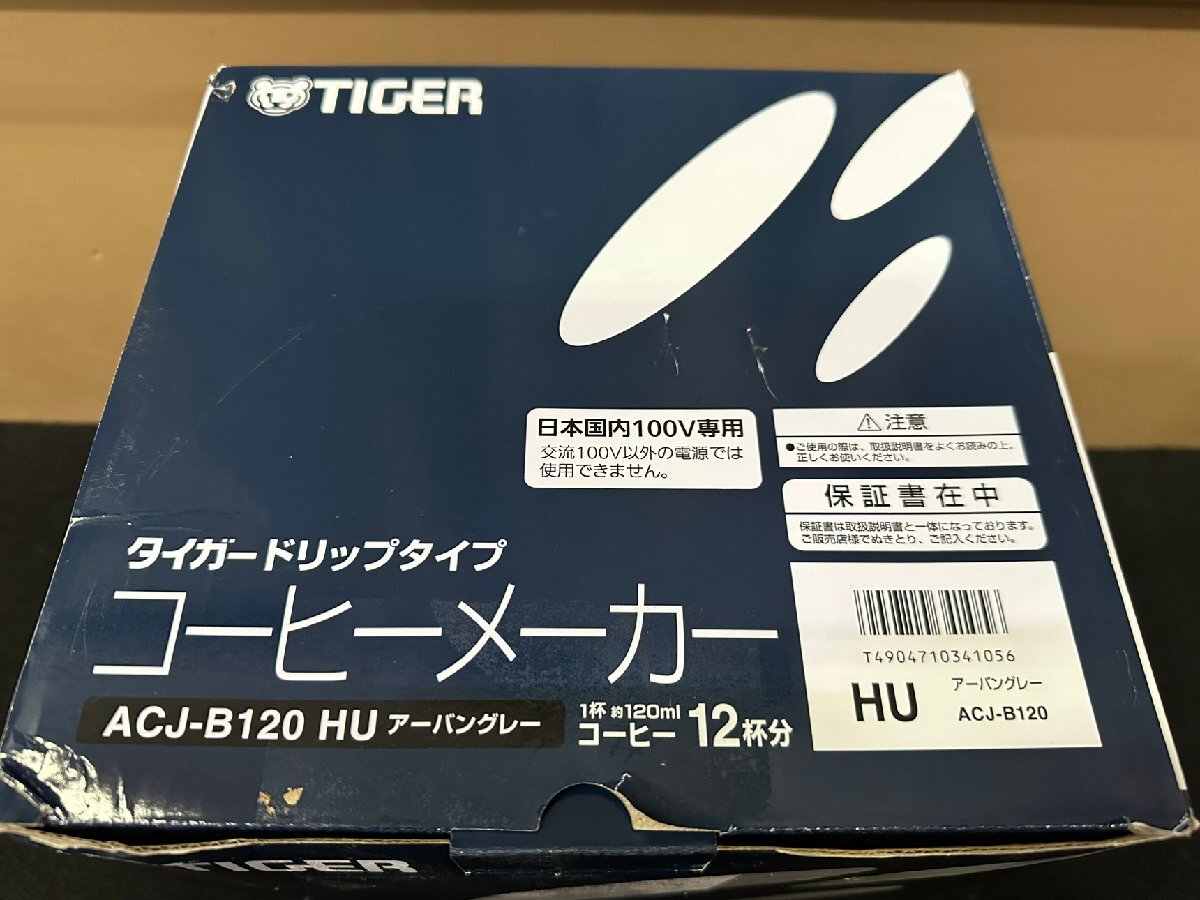 TIGER
日本国内100V専用
交流100V以外の電源では
使用できません。
注意
●ご使用の際は、取扱説明書をよくお読みの上、
正しくお使いください。
保証書在中
保証書は取扱説明書と一体になっております。
ご販売店様でぬきとり、ご記入ください。
タイガードリップタイプ
コーヒーメーカー
ACJ-B120 HU アーバングレー
1杯 約120ml
コーヒー 12杯分
T4904710341056
HU アーバングレー
ACJ-B120
TIGER